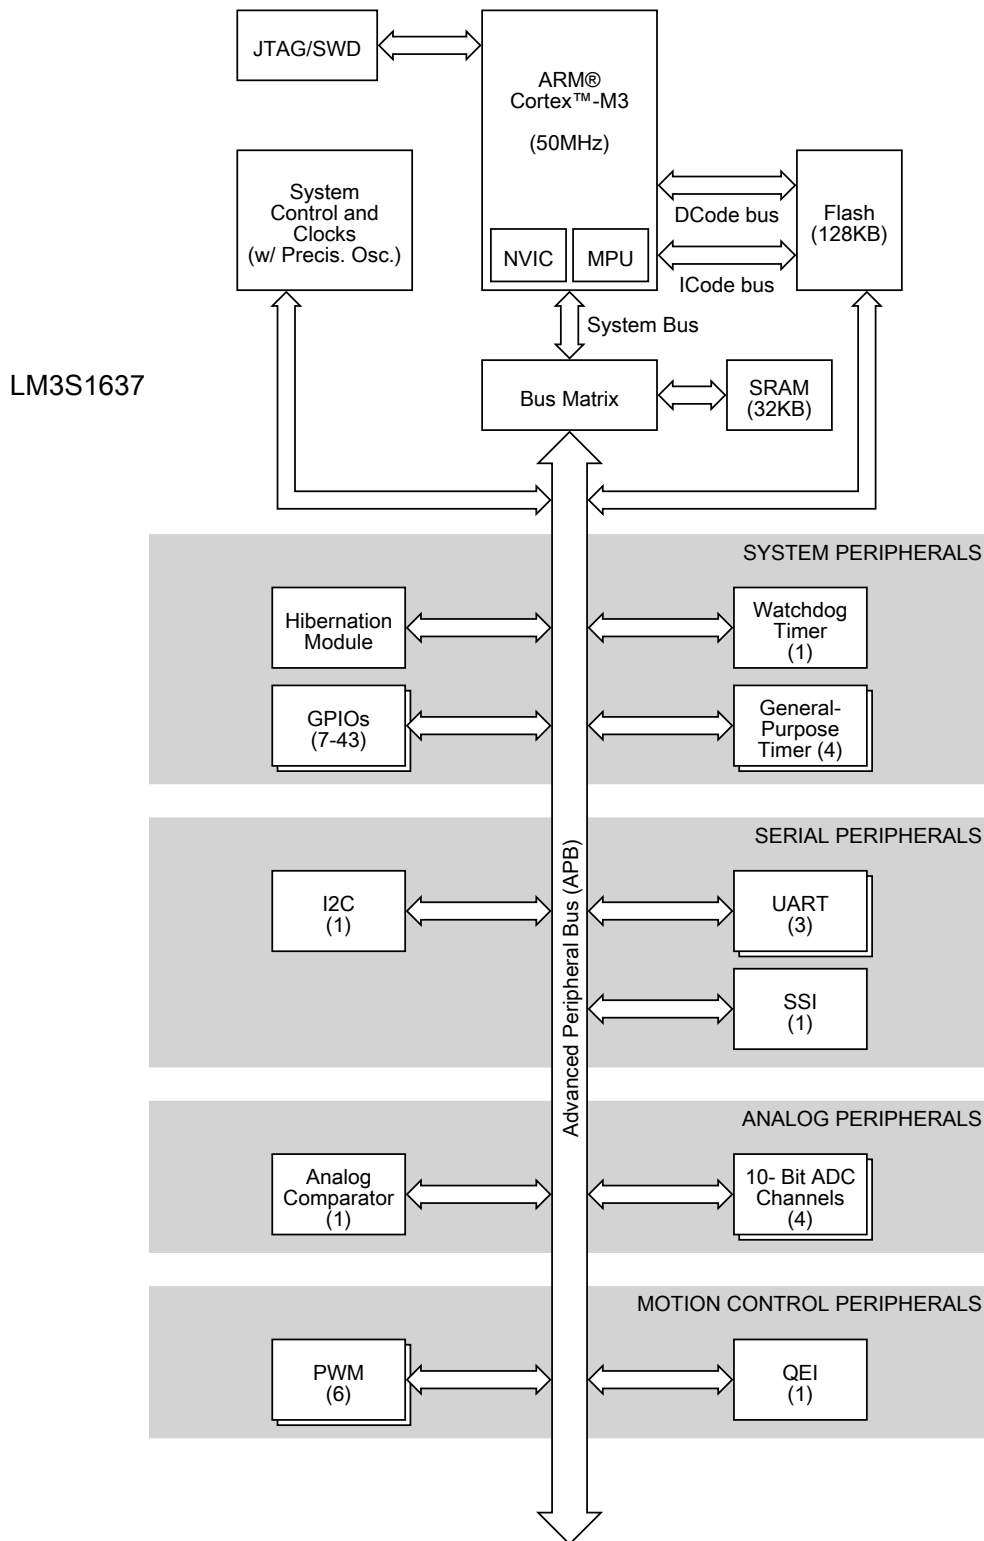 JTAG/SWD
ARM®
Cortex™-M3
(50MHz)
NVIC
MPU
System
Control and
Clocks
(w/ Precis. Osc.)
DCode bus
ICode bus
Flash
(128KB)
System Bus
LM3S1637
Bus Matrix
SRAM
(32KB)
SYSTEM PERIPHERALS
Hibernation
Module
Watchdog
Timer
(1)
GPIOs
(7-43)
General-
Purpose
Timer (4)
Advanced Peripheral Bus (APB)
SERIAL PERIPHERALS
I2C
(1)
UART
(3)
SSI
(1)
ANALOG PERIPHERALS
Analog
Comparator
(1)
10- Bit ADC
Channels
(4)
MOTION CONTROL PERIPHERALS
PWM
(6)
QEI
(1)